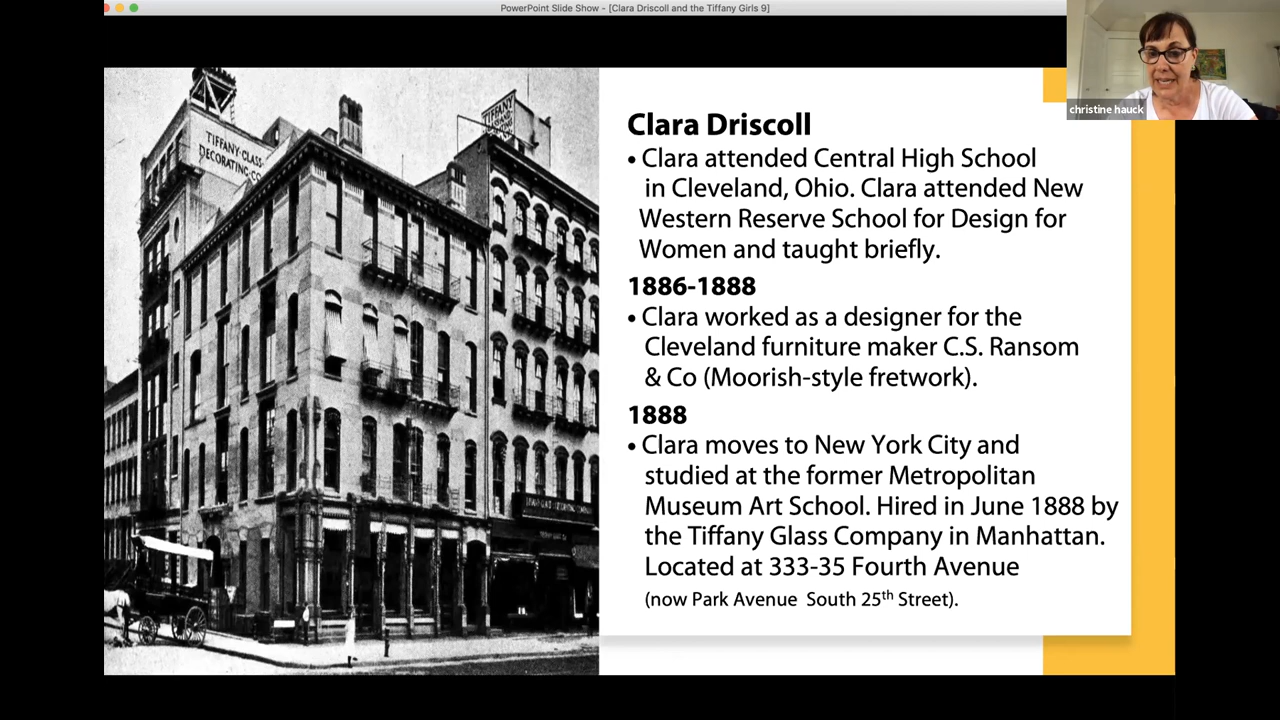 PowerPoint Slide Show - [Clara Driscoll and the Tiffany Girls 9]
christine hauck
TIFFANY·GLASS·
DECORATING·CO
TIFFANY
Clara Driscoll
• Clara attended Central High School
in Cleveland, Ohio. Clara attended New
Western Reserve School for Design for
Women and taught briefly.
1886-1888
• Clara worked as a designer for the
Cleveland furniture maker C.S. Ransom
& Co (Moorish-style fretwork).
1888
• Clara moves to New York City and
studied at the former Metropolitan
Museum Art School. Hired in June 1888 by
the Tiffany Glass Company in Manhattan.
Located at 333-35 Fourth Avenue
(now Park Avenue South 25th Street).